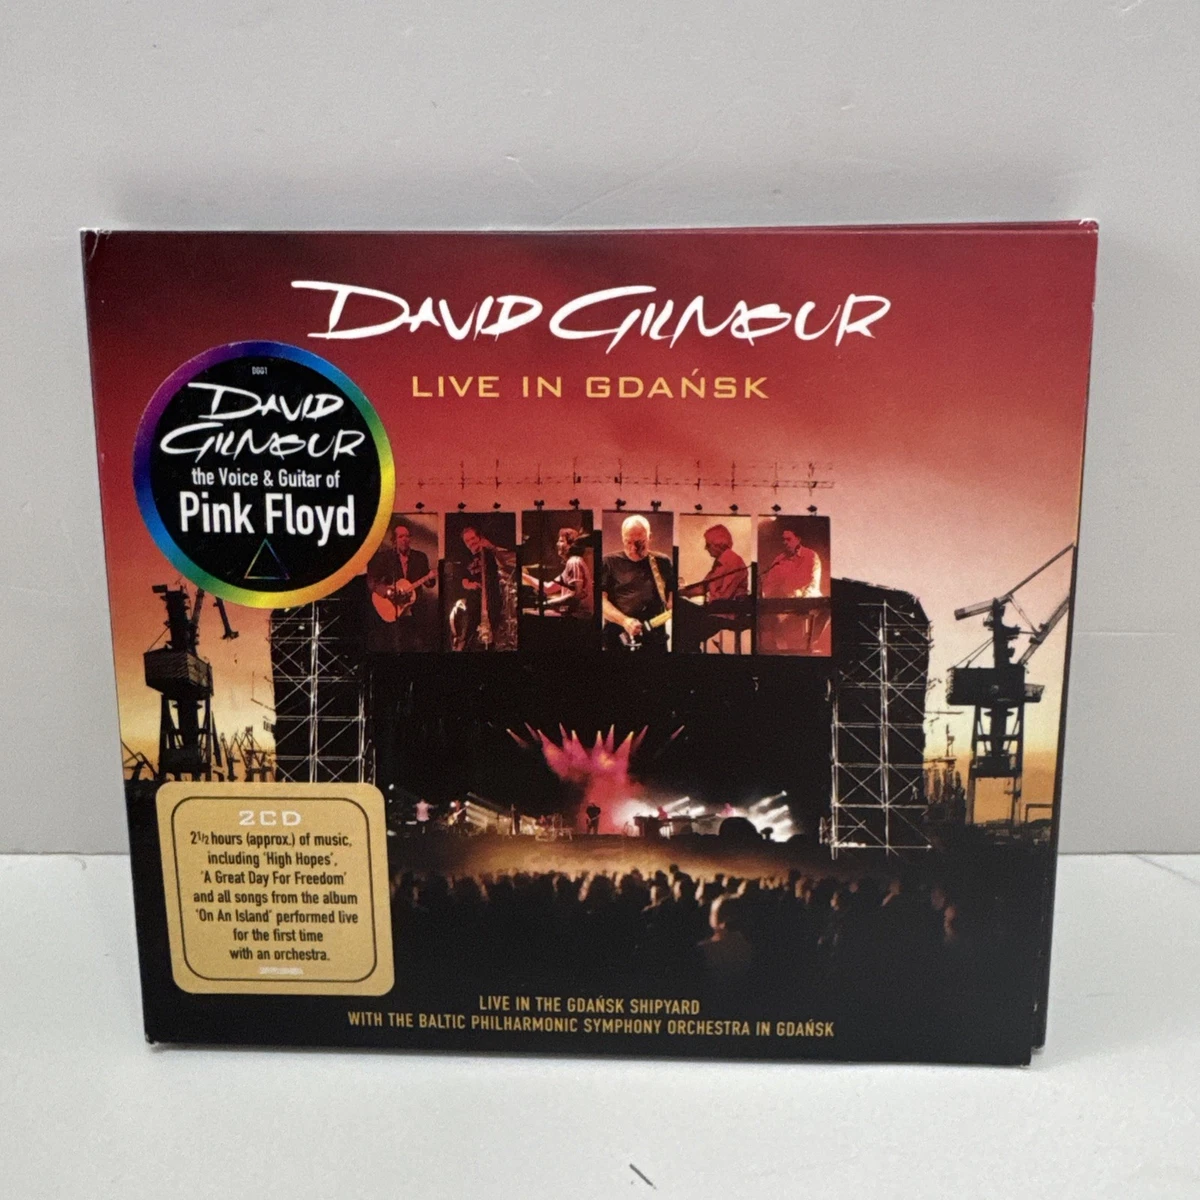 DAVID GILMOUR
LIVE IN GDAŃSK
DGG1
DAVID
GILMOUR
the Voice & Guitar of
Pink Floyd
2CD
2 1/2 hours (approx.) of music,
including 'High Hopes',
'A Great Day For Freedom'
and all songs from the album
'On An Island' performed live
for the first time
with an orchestra.
LIVE IN THE GDAŃSK SHIPYARD
WITH THE BALTIC PHILHARMONIC SYMPHONY ORCHESTRA IN GDAŃSK